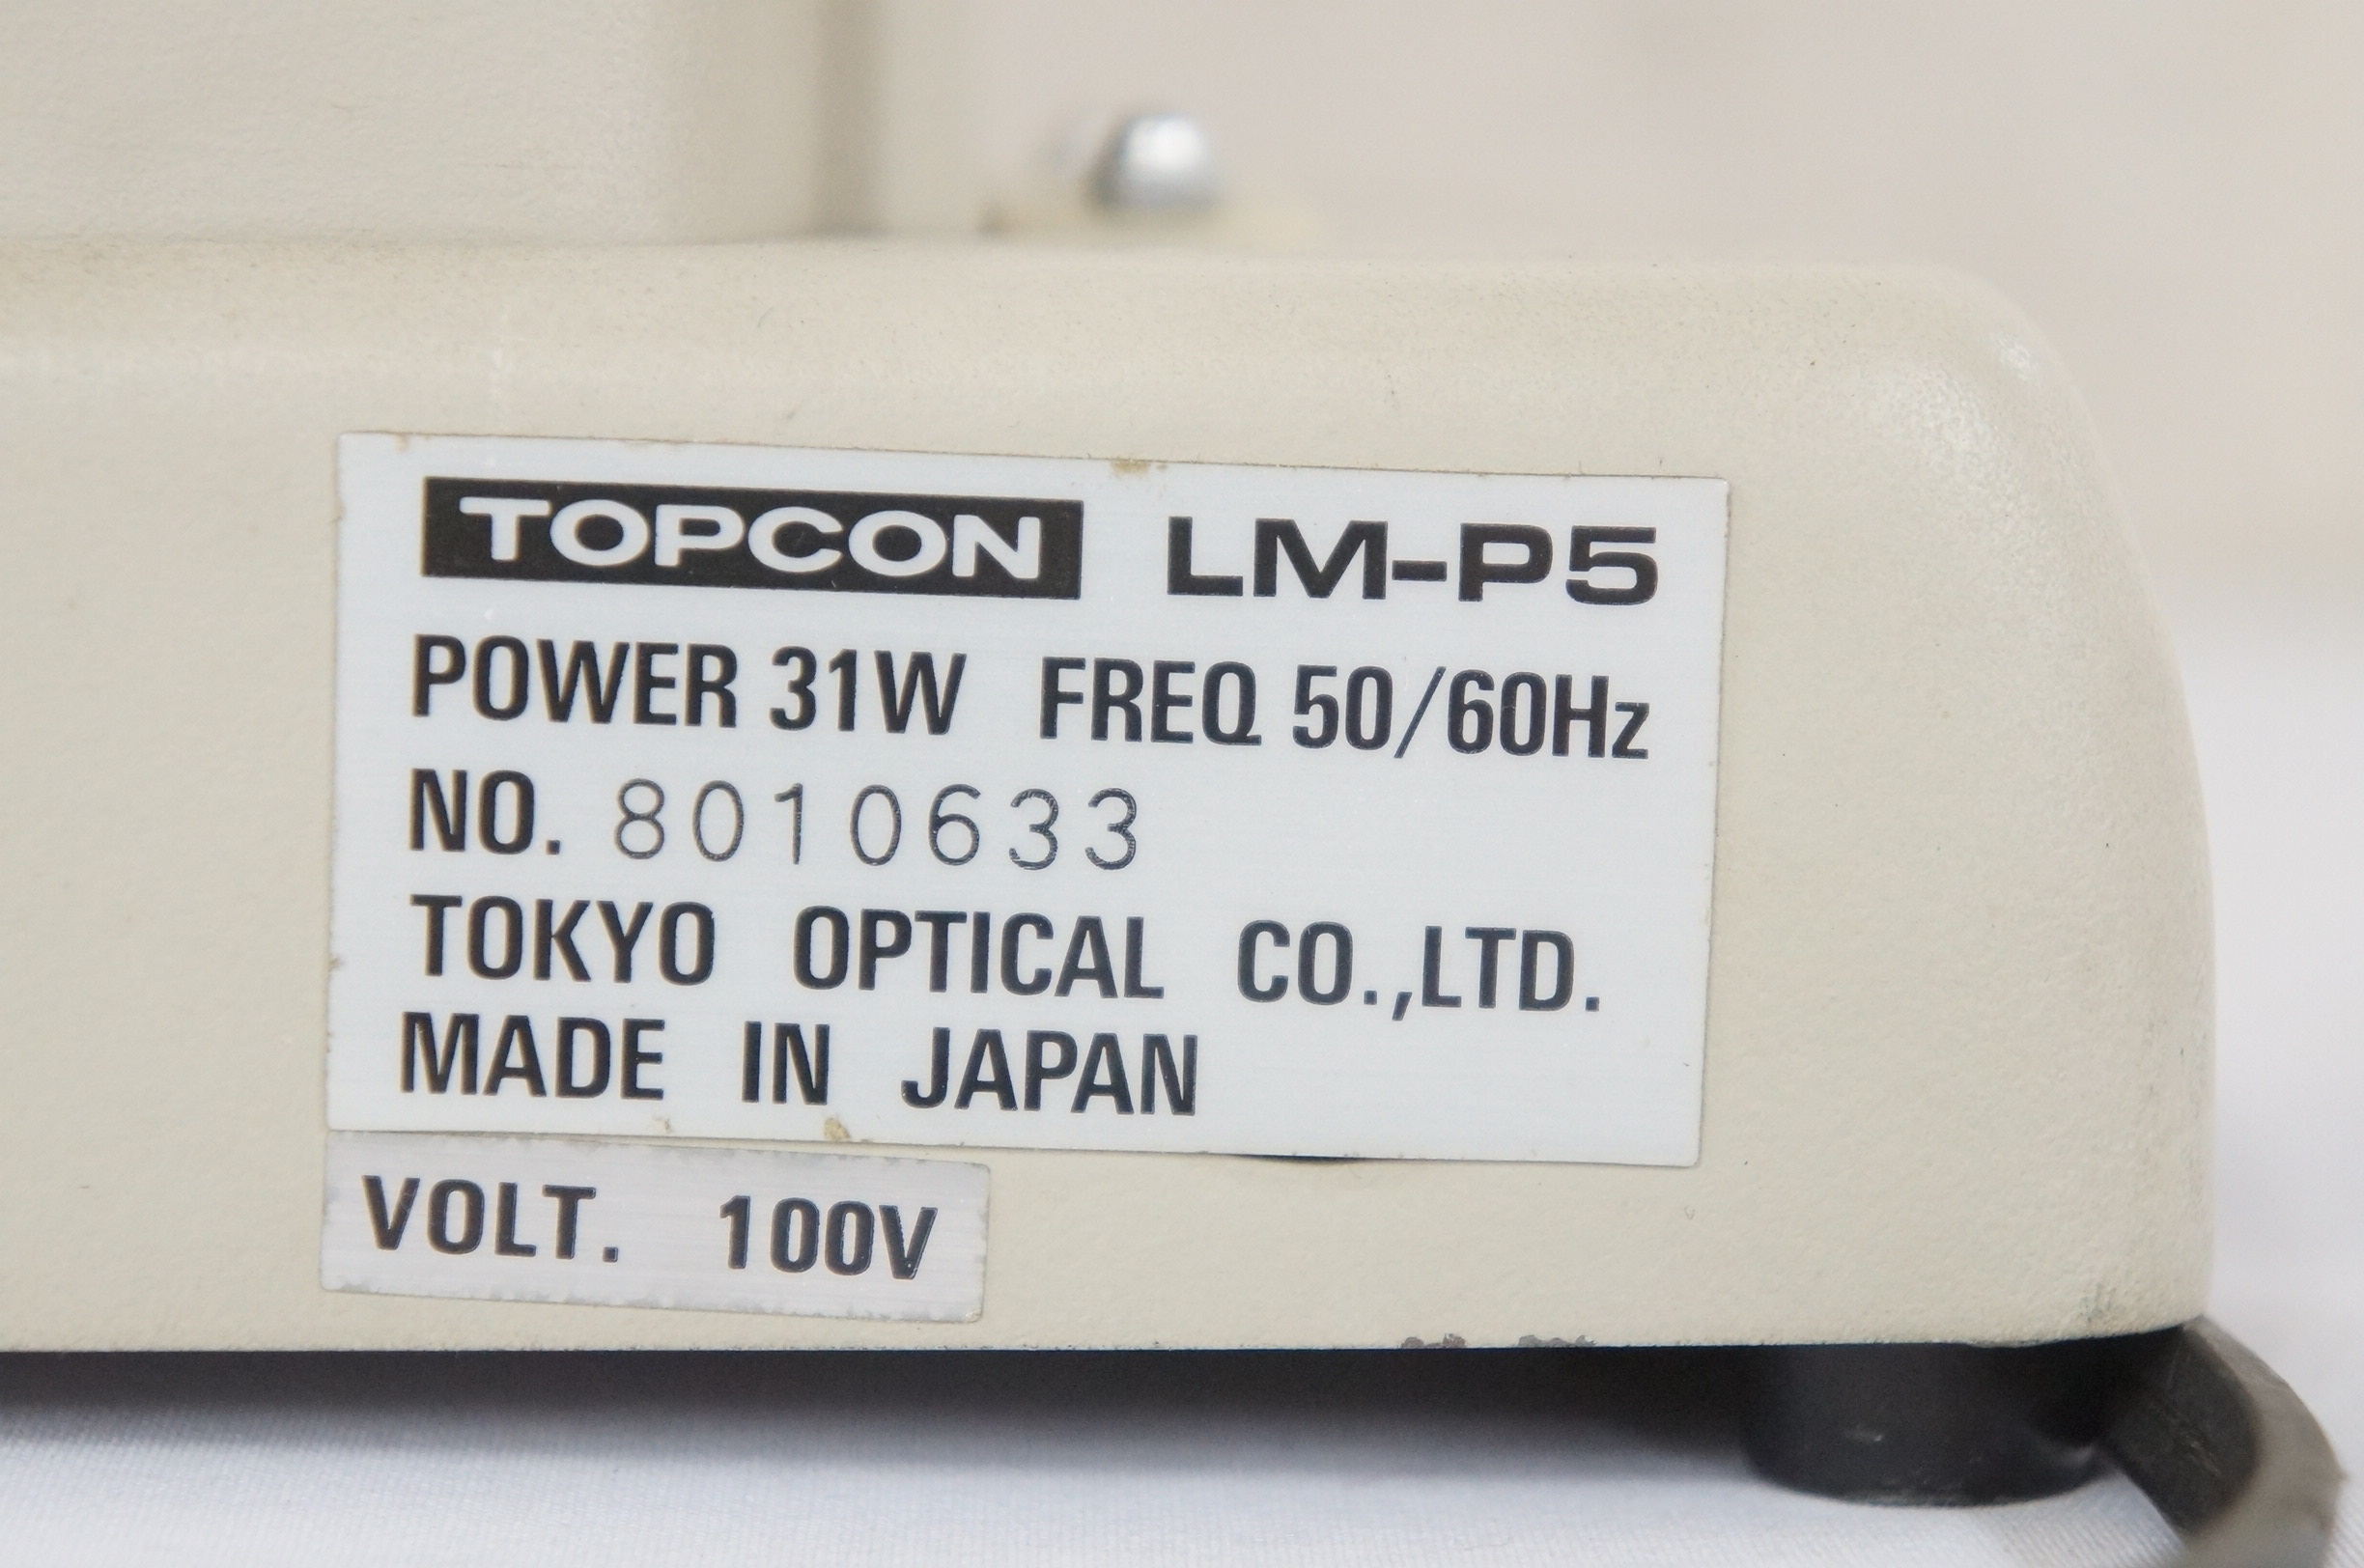 TOPCON LM-P5
POWER 31W FREQ 50/60Hz
NO. 8010633
TOKYO OPTICAL CO.,LTD.
MADE IN JAPAN
VOLT. 100V